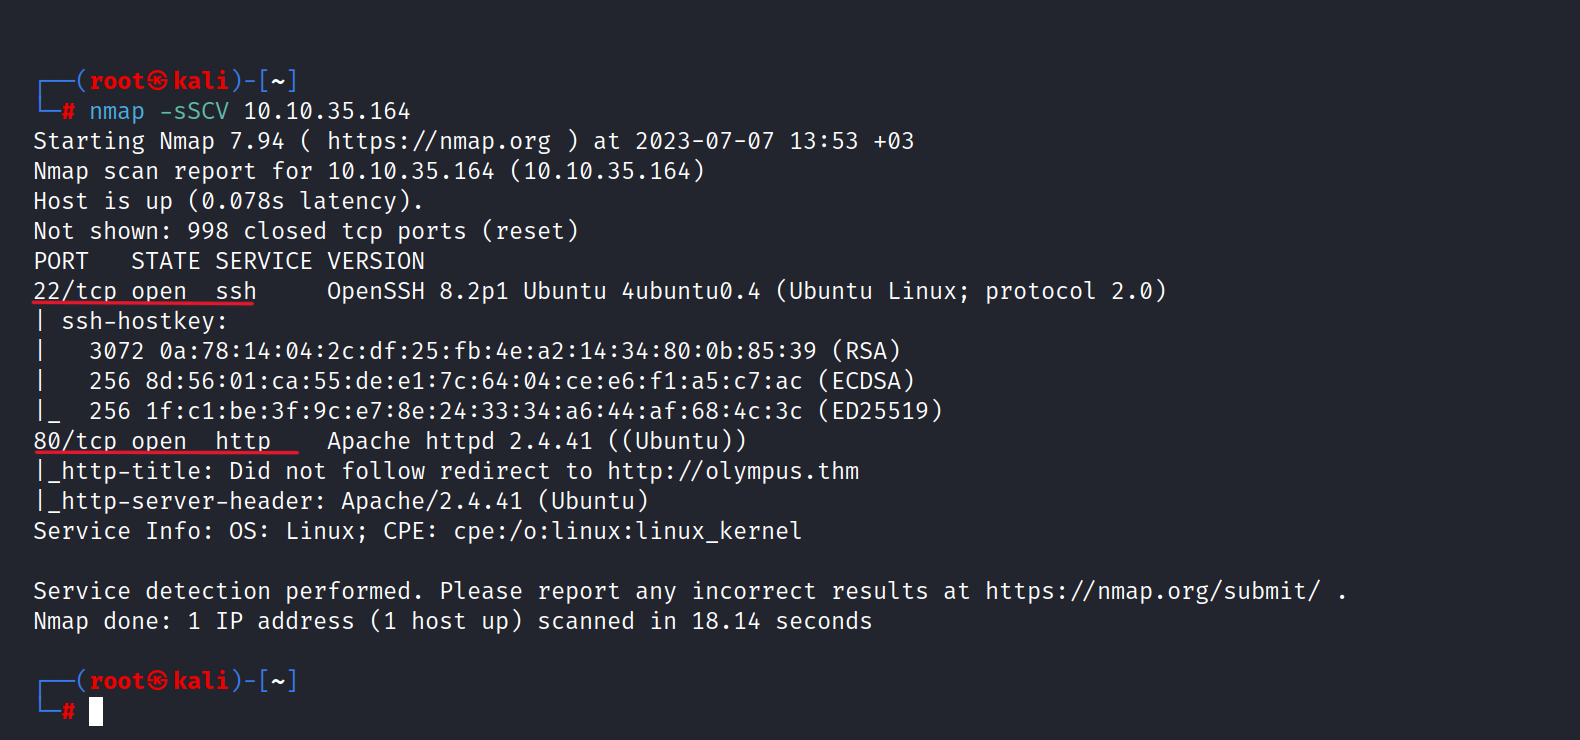 ┌──(root㉿kali)-[~]
└─# nmap -sSCV 10.10.35.164
Starting Nmap 7.94 ( https://nmap.org ) at 2023-07-07 13:53 +03
Nmap scan report for 10.10.35.164 (10.10.35.164)
Host is up (0.078s latency).
Not shown: 998 closed tcp ports (reset)
PORT   STATE SERVICE VERSION
22/tcp open  ssh     OpenSSH 8.2p1 Ubuntu 4ubuntu0.4 (Ubuntu Linux; protocol 2.0)
| ssh-hostkey:
|   3072 0a:78:14:04:2c:df:25:fb:4e:a2:14:34:80:0b:85:39 (RSA)
|   256 8d:56:01:ca:55:de:e1:7c:64:04:ce:e6:f1:a5:c7:ac (ECDSA)
|_  256 1f:c1:be:3f:9c:e7:8e:24:33:34:a6:44:af:68:4c:3c (ED25519)
80/tcp open  http    Apache httpd 2.4.41 ((Ubuntu))
|_http-title: Did not follow redirect to http://olympus.thm
|_http-server-header: Apache/2.4.41 (Ubuntu)
Service Info: OS: Linux; CPE: cpe:/o:linux:linux_kernel
Service detection performed. Please report any incorrect results at https://nmap.org/submit/ .
Nmap done: 1 IP address (1 host up) scanned in 18.14 seconds
┌──(root㉿kali)-[~]
└─#